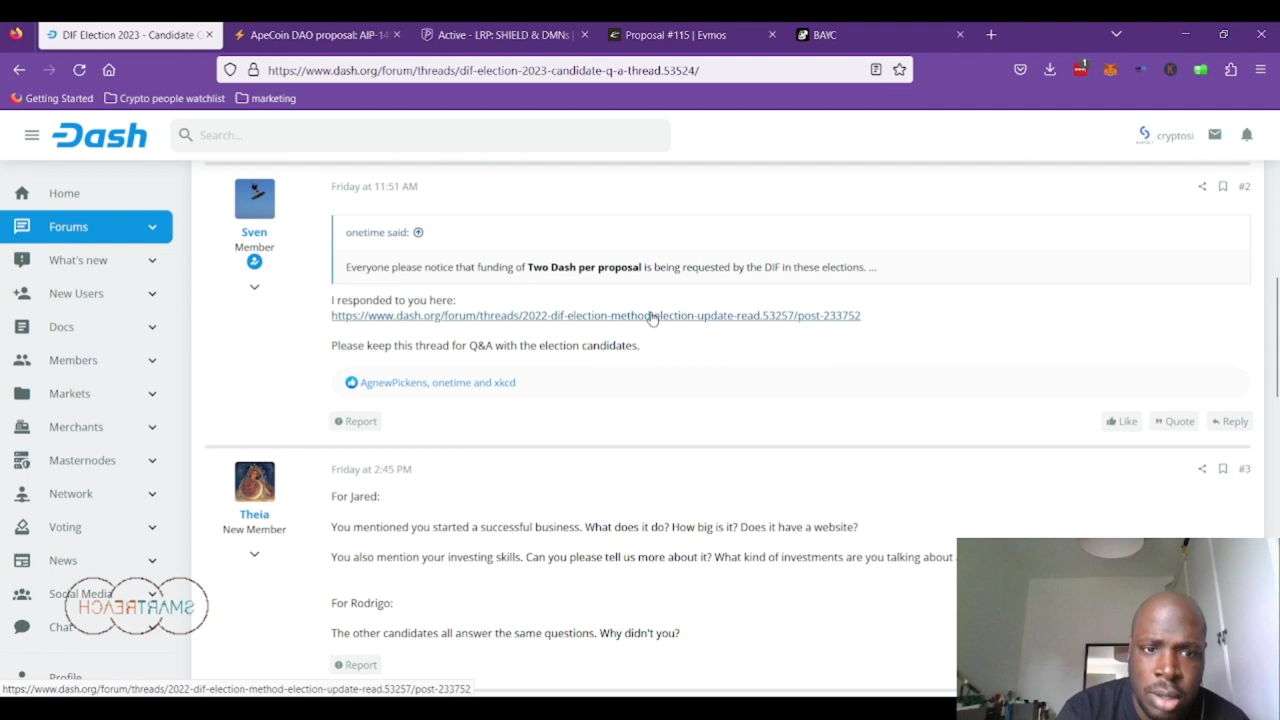 DIF Election 2023 - Candidate Q
ApeCoin DAO proposal: AIP-14
Active - LRP: SHIELD & DMNs
Proposal #115 | Evmos
BAYC
https://www.dash.org/forum/threads/dif-election-2023-candidate-q-a-thread.53524/
Getting Started
Crypto people watchlist
marketing
Dash
Search...
cryptosi
Home
Forums
What's new
New Users
Docs
Members
Markets
Merchants
Masternodes
Network
Voting
News
Social Media
Chat
Profile
SMARTREACH
Sven
Member
Friday at 11:51 AM
#2
onetime said:
Everyone please notice that funding of Two Dash per proposal is being requested by the DIF in these elections. ...
I responded to you here:
https://www.dash.org/forum/threads/2022-dif-election-method-election-update-read.53257/post-233752
Please keep this thread for Q&A with the election candidates.
AgnewPickens, onetime and xkcd
Report
Like
Quote
Reply
Theia
New Member
Friday at 2:45 PM
#3
For Jared:
You mentioned you started a successful business. What does it do? How big is it? Does it have a website?
You also mention your investing skills. Can you please tell us more about it? What kind of investments are you talking about
For Rodrigo:
The other candidates all answer the same questions. Why didn't you?
Report
https://www.dash.org/forum/threads/2022-dif-election-method-election-update-read.53257/post-233752